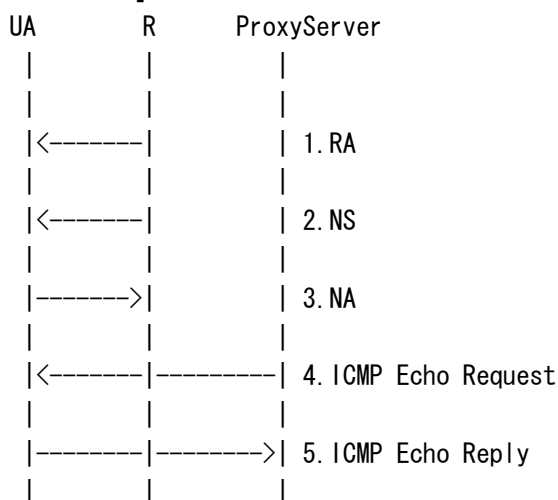 UA R ProxyServer
| | |
| | |
|<-------| | 1.RA
| | |
|<-------| | 2.NS
| | |
|------->| | 3.NA
| | |
|<-------|---------| 4.ICMP Echo Request
| | |
|--------|-------->| 5.ICMP Echo Reply
| | |